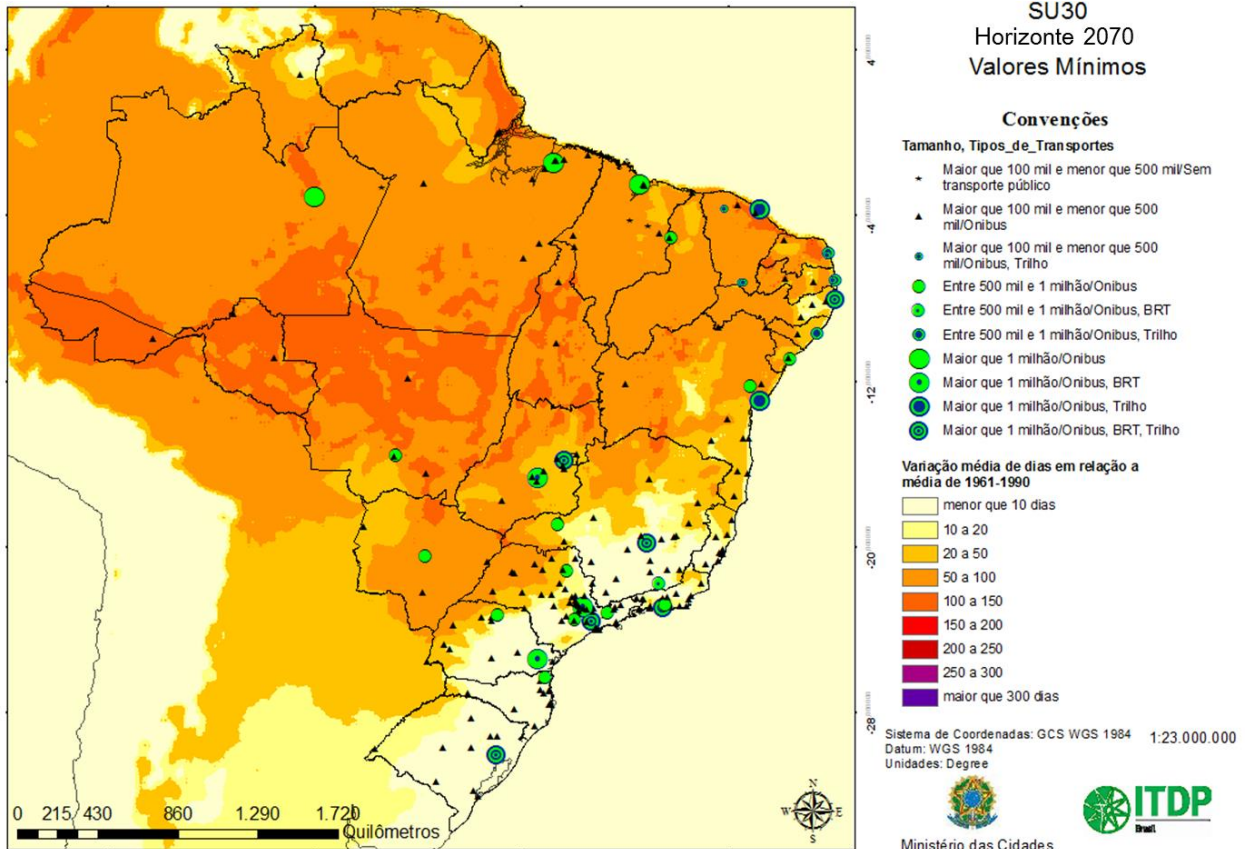 SU30
Horizonte 2070
Valores Mínimos
Convenções
Tamanho, Tipos_de_Transportes
Maior que 100 mil e menor que 500 mil/Sem
transporte público
Maior que 100 mil e menor que 500
mil/Onibus
Maior que 100 mil e menor que 500
mil/Onibus, Trilho
Entre 500 mil e 1 milhão/Onibus
Entre 500 mil e 1 milhão/Onibus, BRT
Entre 500 mil e 1 milhão/Onibus, Trilho
Maior que 1 milhão/Onibus
Maior que 1 milhão/Onibus, BRT
Maior que 1 milhão/Onibus, Trilho
Maior que 1 milhão/Onibus, BRT, Trilho
Variação média de dias em relação a
média de 1961-1990
menor que 10 dias
10 a 20
20 a 50
50 a 100
100 a 150
150 a 200
200 a 250
250 a 300
maior que 300 dias
Sistema de Coordenadas: GCS WGS 1984 1:23.000.000
Datum: WGS 1984
Unidades: Degree
ITDP
Brasil
Ministério das Cidades
N
W E
S
0 215 430 860 1.290 1.720
Quilômetros